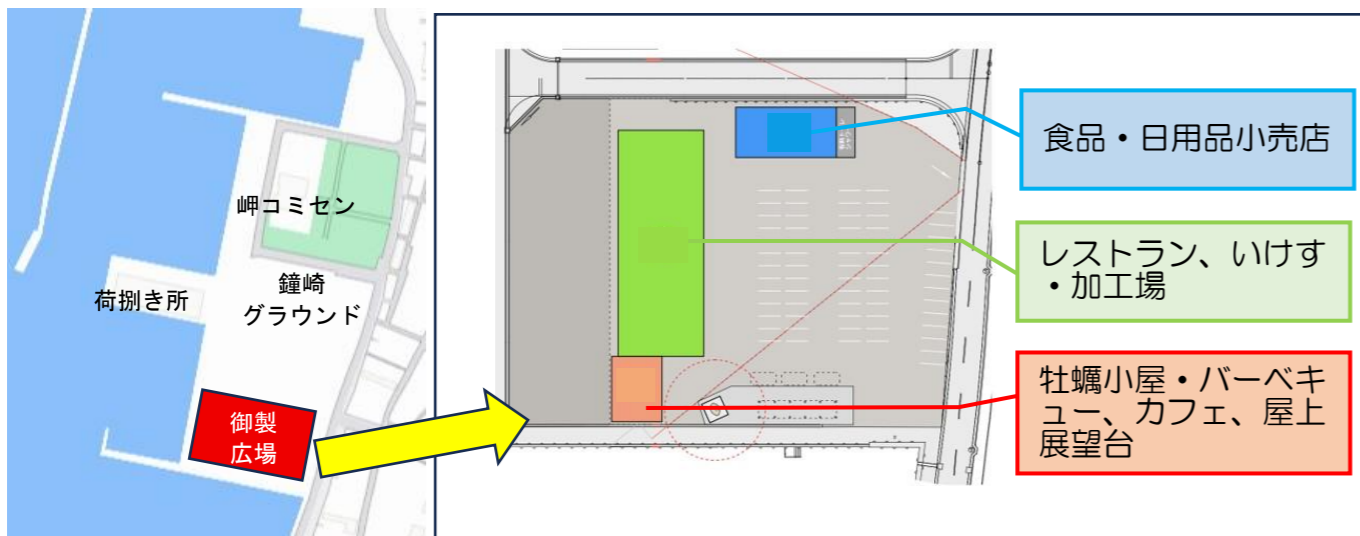 岬コミセン
鐘崎
グラウンド
荷捌き所
御製
広場
食品・日用品小売店
レストラン、いけす
・加工場
牡蠣小屋・バーベキ
ュー、カフェ、屋上
展望台